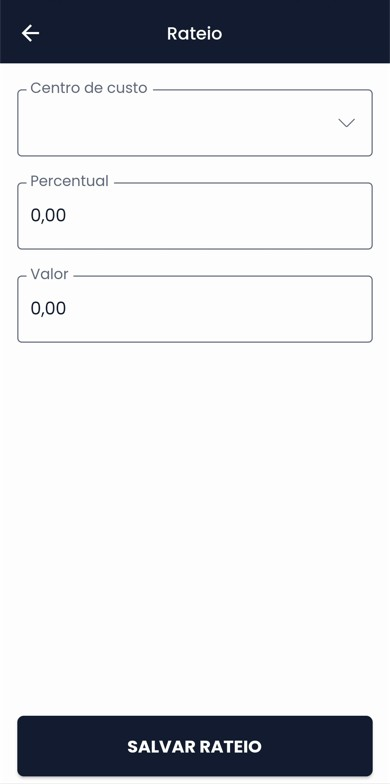 Rateio
Centro de custo
Percentual
0,00
Valor
0,00
SALVAR RATEIO